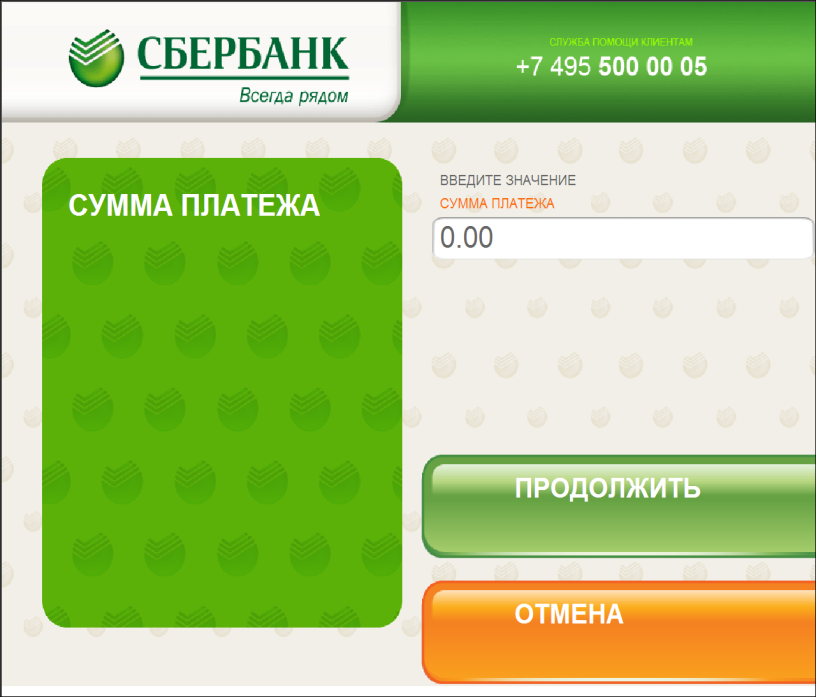 СБЕРБАНК
Всегда рядом
СЛУЖБА ПОМОЩИ КЛИЕНТАМ
+7 495 500 00 05
СУММА ПЛАТЕЖА
ВВЕДИТЕ ЗНАЧЕНИЕ
СУММА ПЛАТЕЖА
0.00
ПРОДОЛЖИТЬ
ОТМЕНА